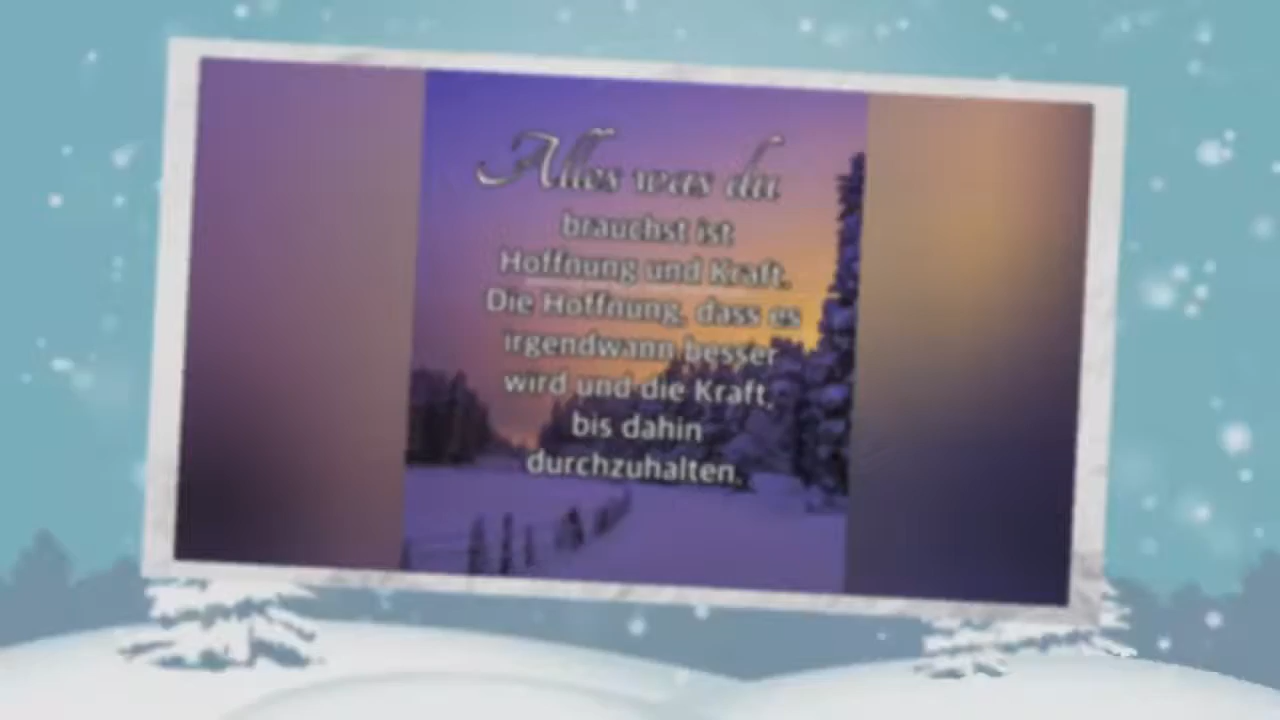 Alles was du
brauchst ist
Hoffnung und Kraft.
Die Hoffnung, dass es
irgendwann besser
wird und die Kraft,
bis dahin
durchzuhalten.